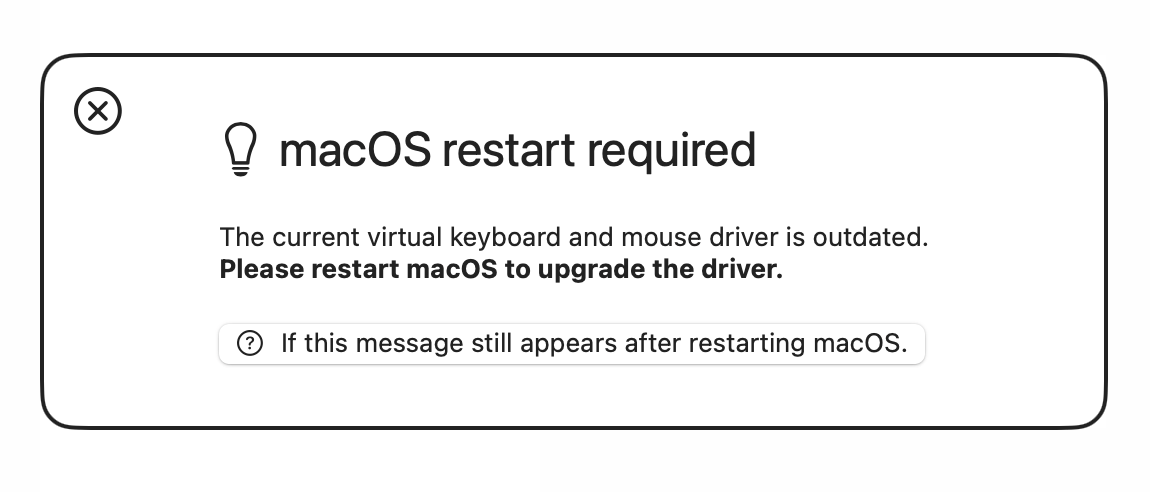 macOS restart required
The current virtual keyboard and mouse driver is outdated.
Please restart macOS to upgrade the driver.
If this message still appears after restarting macOS.